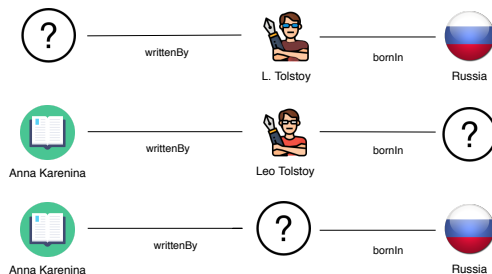 ?
writtenBy
bornIn
L. Tolstoy
Russia
?
writtenBy
bornIn
Anna Karenina
Leo Tolstoy
?
writtenBy
bornIn
Anna Karenina
Russia